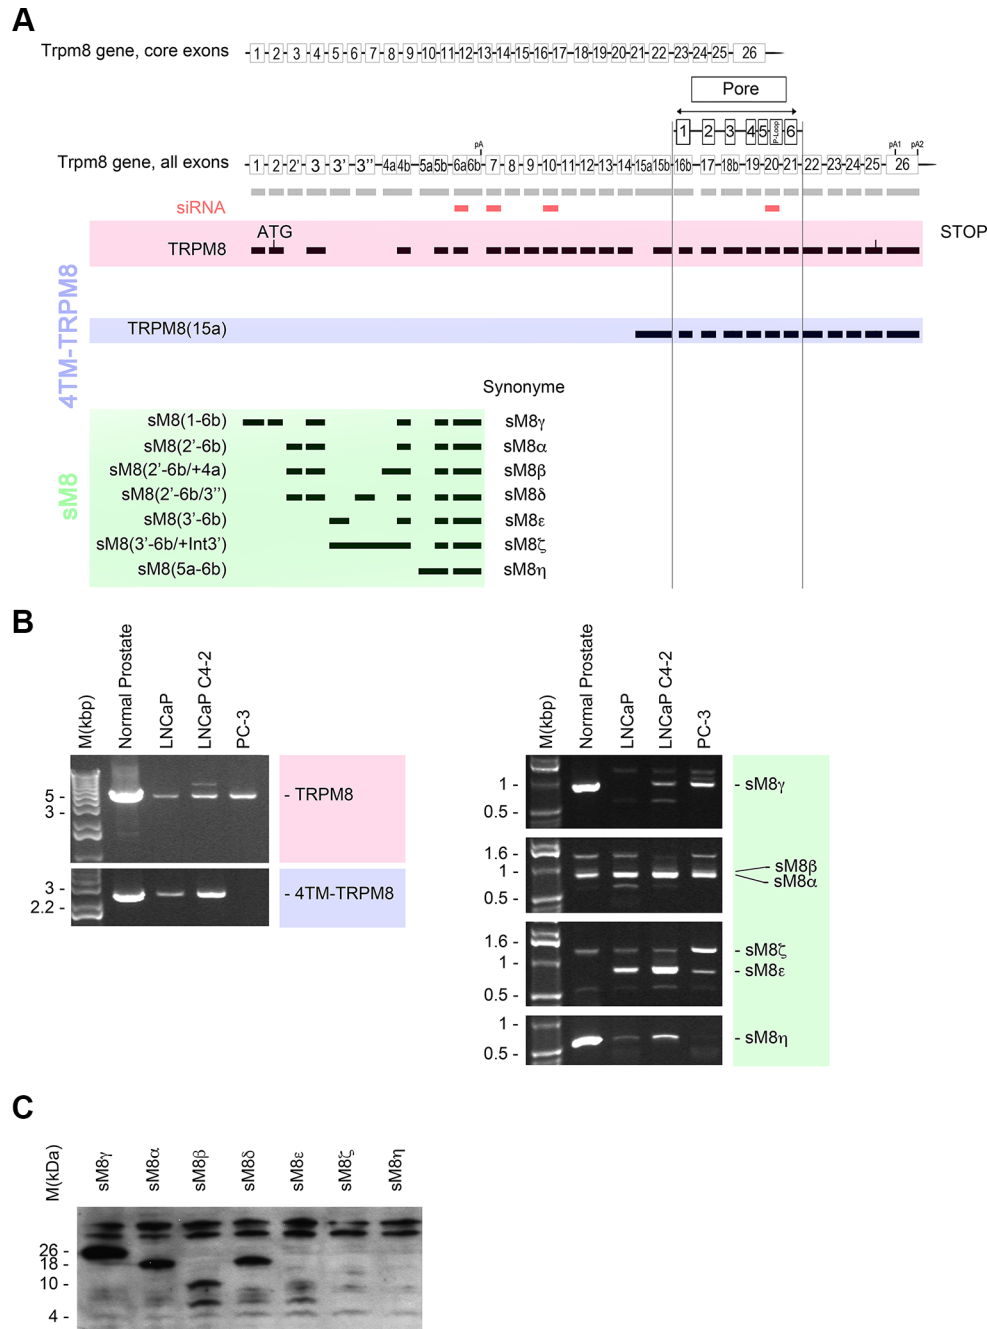 A
Trpm8 gene, core exons
1 2 3 4 5 6 7 8 9 10 11 12 13 14 15 16 17 18 19 20 21 22 23 24 25 26
Pore
1 2 3 4 5 P-Loop 6
pA pA1 pA2
Trpm8 gene, all exons
1 2 2' 3 3' 3'' 4a 4b 5a 5b 6a 6b 7 8 9 10 11 12 13 14 15a 15b 16b 17 18b 19 20 21 22 23 24 25 26
siRNA
ATG
STOP
TRPM8
4TM-TRPM8
TRPM8(15a)
Synonyme
sM8
sM8(1-6b) sM8γ
sM8(2'-6b) sM8α
sM8(2'-6b/+4a) sM8β
sM8(2'-6b/3'') sM8δ
sM8(3'-6b) sM8ε
sM8(3'-6b/+Int3') sM8ζ
sM8(5a-6b) sM8η
B
M(kbp) Normal Prostate LNCaP LNCaP C4-2 PC-3
5 -
3 -
- TRPM8
3 -
2.2 -
- 4TM-TRPM8
M(kbp) Normal Prostate LNCaP LNCaP C4-2 PC-3
1 -
0.5 -
- sM8γ
1.6 -
1 -
0.5 -
sM8β
sM8α
1.6 -
1 -
0.5 -
- sM8ζ
- sM8ε
1 -
0.5 -
- sM8η
C
M(kDa) sM8γ sM8α sM8β sM8δ sM8ε sM8ζ sM8η
26 -
18 -
10 -
4 -